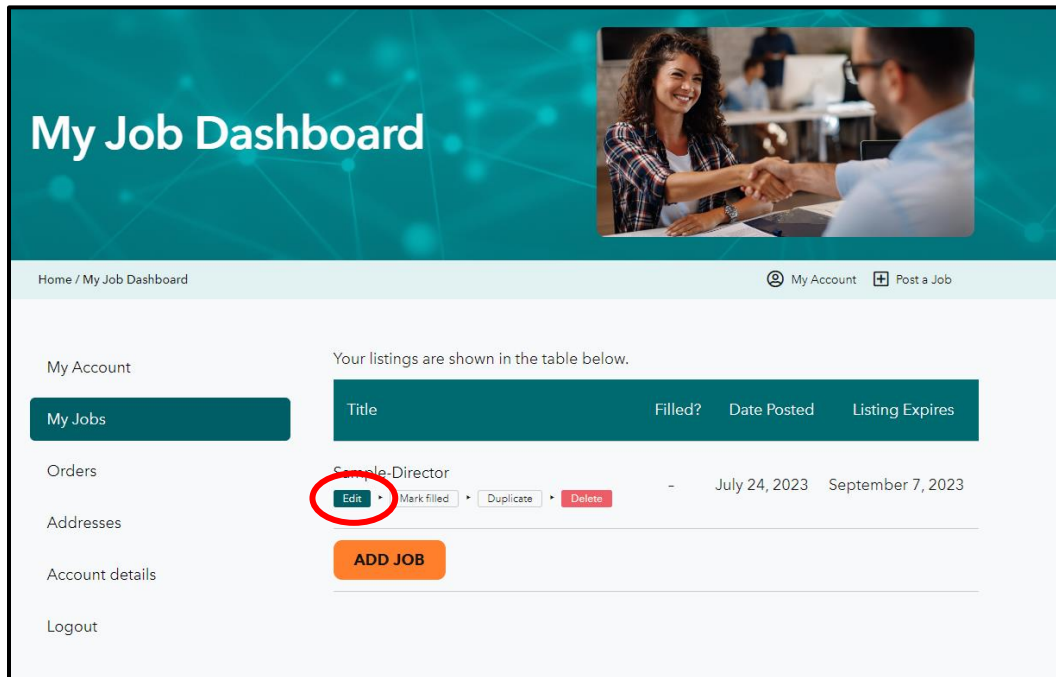 My Job Dashboard
Home / My Job Dashboard
My Account Post a Job
My Account
My Jobs
Orders
Addresses
Account details
Logout
Your listings are shown in the table below.
Title Filled? Date Posted Listing Expires
Sample-Director - July 24, 2023 September 7, 2023
Edit Mark filled Duplicate Delete
ADD JOB